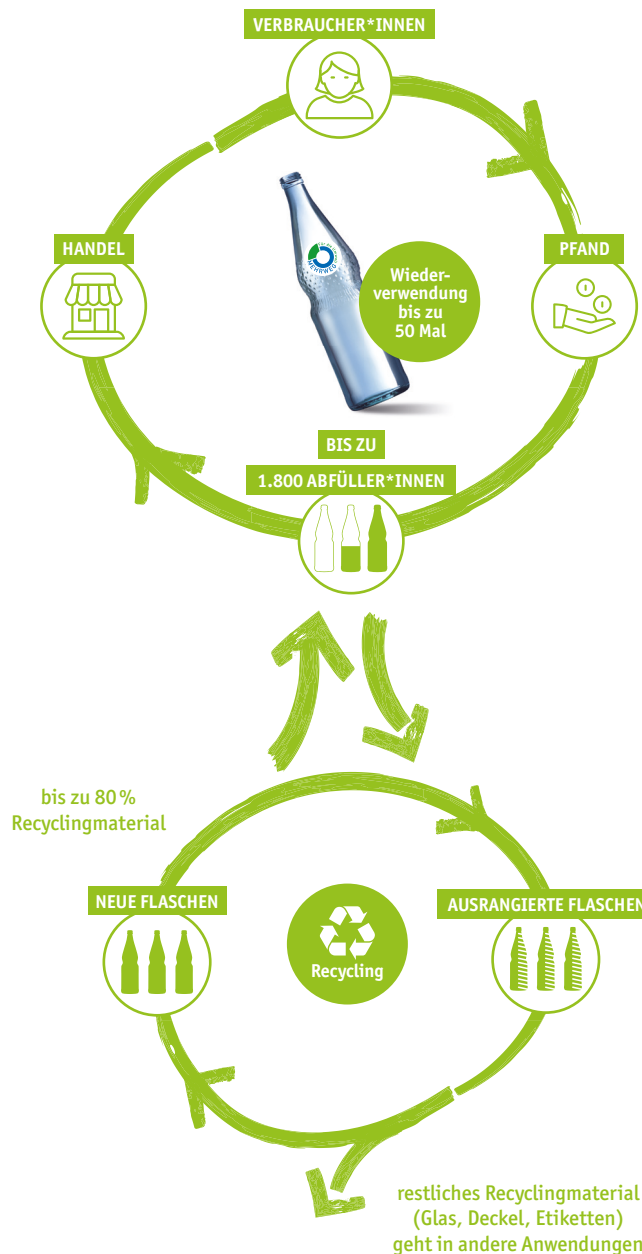 VERBRAUCHER*INNEN
HANDEL
PFAND
MEHRWEG
Wieder-
verwendung
bis zu
50 Mal
BIS ZU
1.800 ABFÜLLER*INNEN
bis zu 80 %
Recyclingmaterial
NEUE FLASCHEN
AUSRANGIERTE FLASCHEN
Recycling
restliches Recyclingmaterial
(Glas, Deckel, Etiketten)
geht in andere Anwendungen